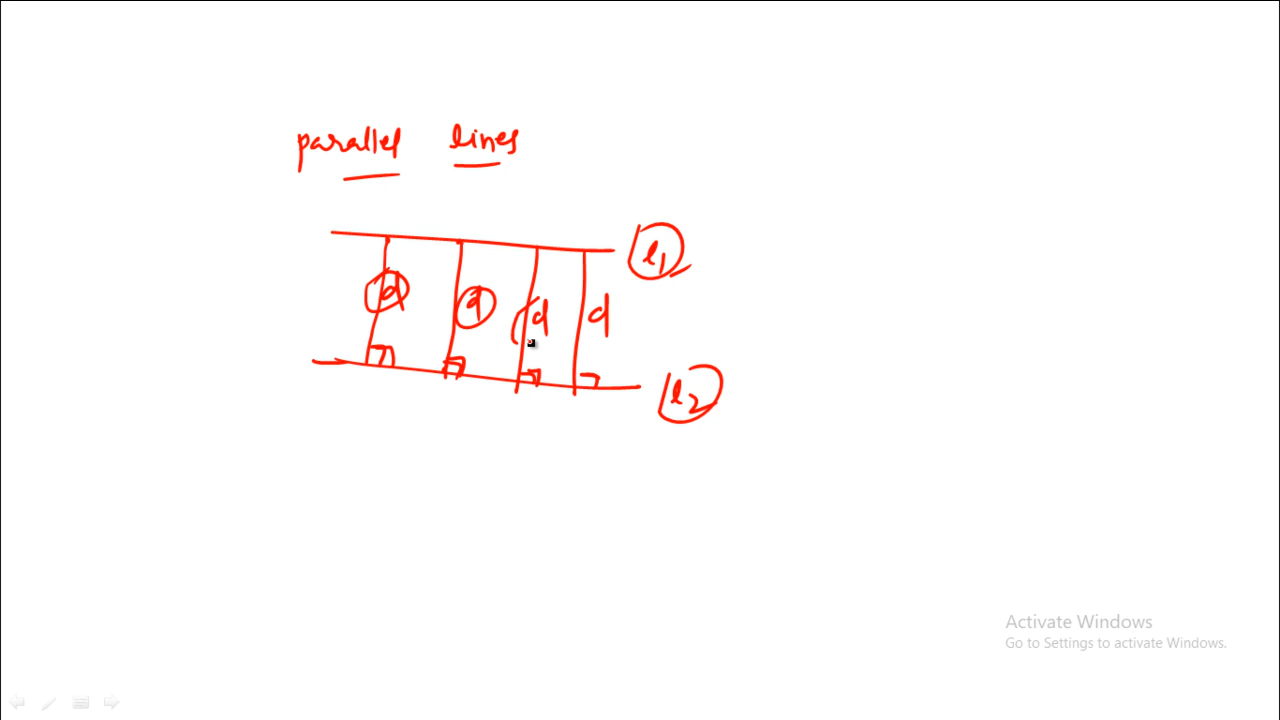 parallel lines
l1
d d d d
l2
Activate Windows
Go to Settings to activate Windows.